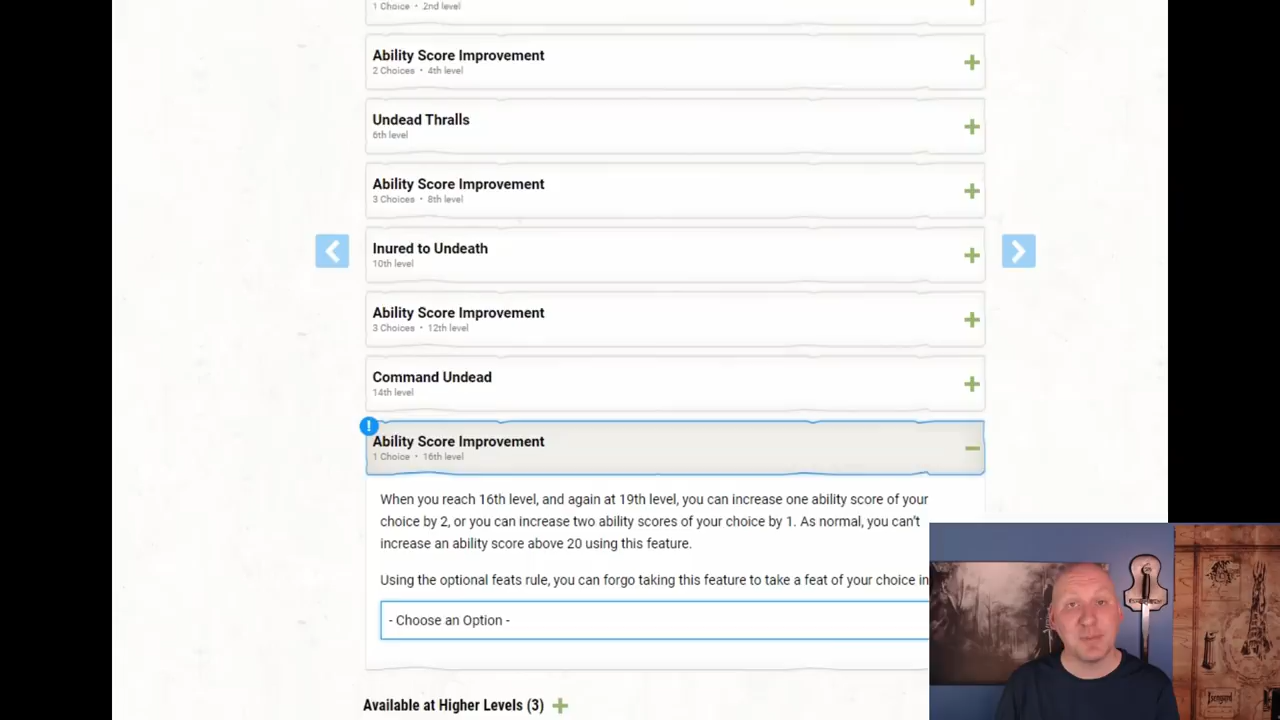 1 Choice • 2nd level
Ability Score Improvement
2 Choices • 4th level
Undead Thralls
6th level
Ability Score Improvement
3 Choices • 8th level
Inured to Undeath
10th level
Ability Score Improvement
3 Choices • 12th level
Command Undead
14th level
!
Ability Score Improvement
1 Choice • 16th level
When you reach 16th level, and again at 19th level, you can increase one ability score of your
choice by 2, or you can increase two ability scores of your choice by 1. As normal, you can't
increase an ability score above 20 using this feature.
Using the optional feats rule, you can forgo taking this feature to take a feat of your choice in
- Choose an Option -
Available at Higher Levels (3)